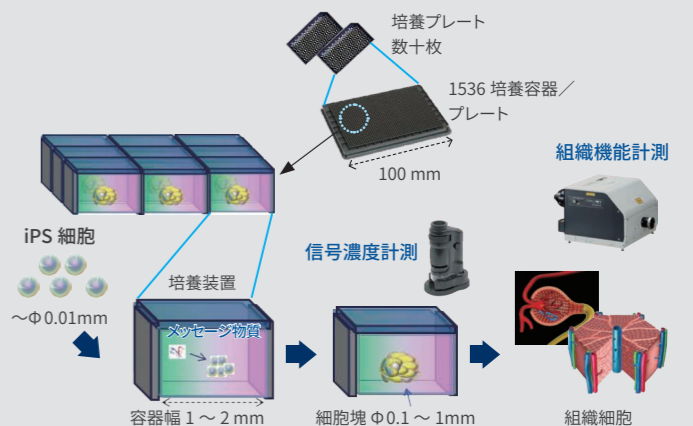 培養プレート
数十枚
1536 培養容器／
プレート
100 mm
組織機能計測
iPS 細胞
～Φ0.01mm
信号濃度計測
培養装置
メッセージ物質
容器幅 1 ～ 2 mm
細胞塊 Φ0.1 ～ 1mm
組織細胞